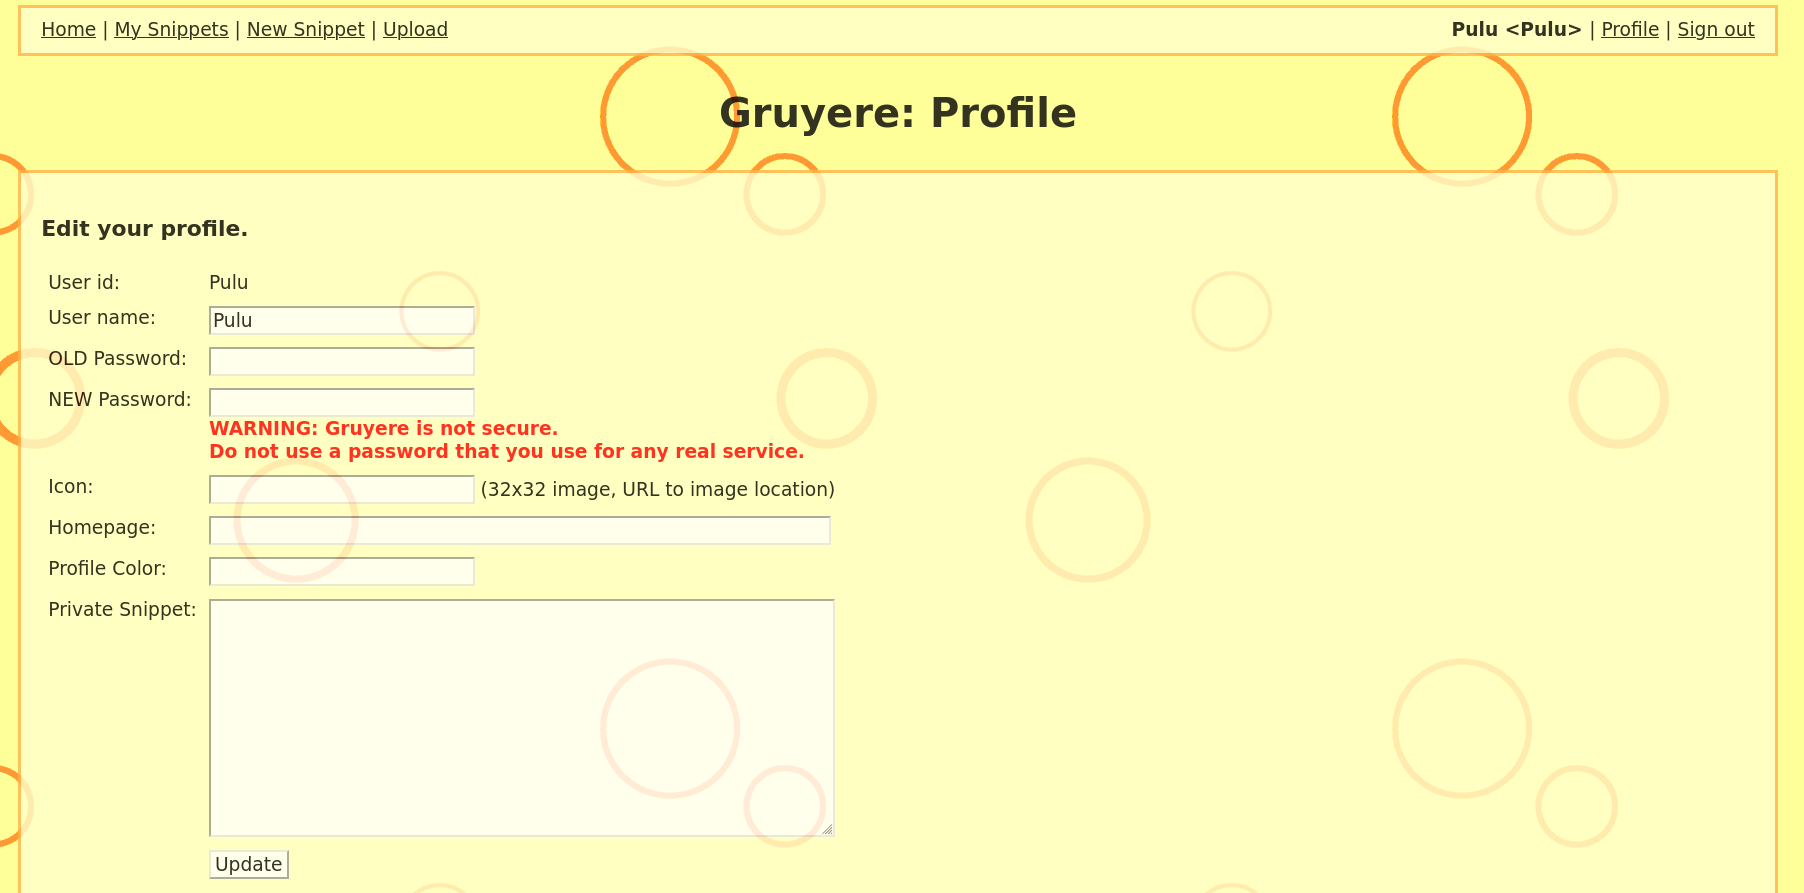 Home | My Snippets | New Snippet | Upload
Pulu <Pulu> | Profile | Sign out
Gruyere: Profile
Edit your profile.
User id: Pulu
User name: Pulu
OLD Password:
NEW Password:
WARNING: Gruyere is not secure.
Do not use a password that you use for any real service.
Icon: (32x32 image, URL to image location)
Homepage:
Profile Color:
Private Snippet:
Update